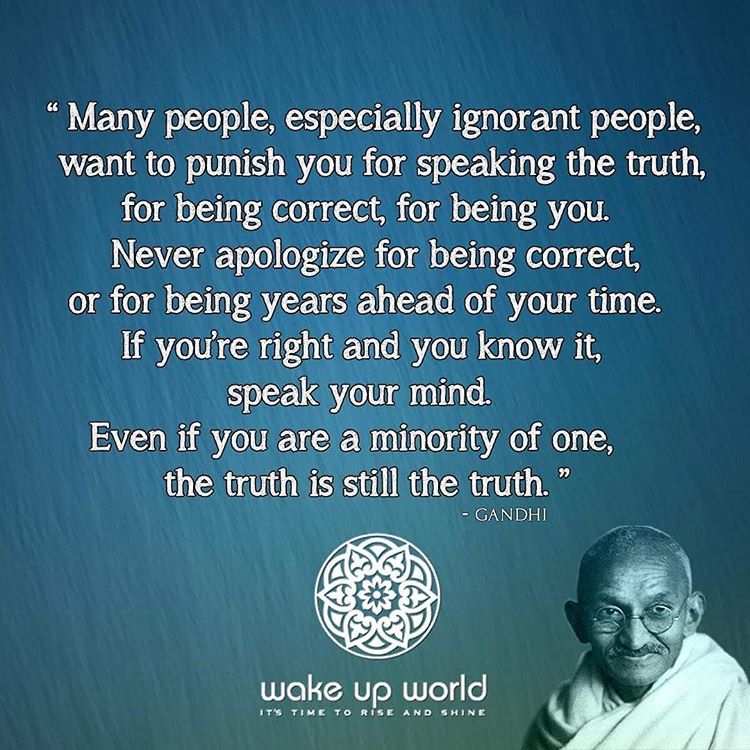 “ Many people, especially ignorant people,
want to punish you for speaking the truth,
for being correct, for being you.
Never apologize for being correct,
or for being years ahead of your time.
If you're right and you know it,
speak your mind.
Even if you are a minority of one,
the truth is still the truth. ”
- GANDHI
wake up world
IT'S TIME TO RISE AND SHINE